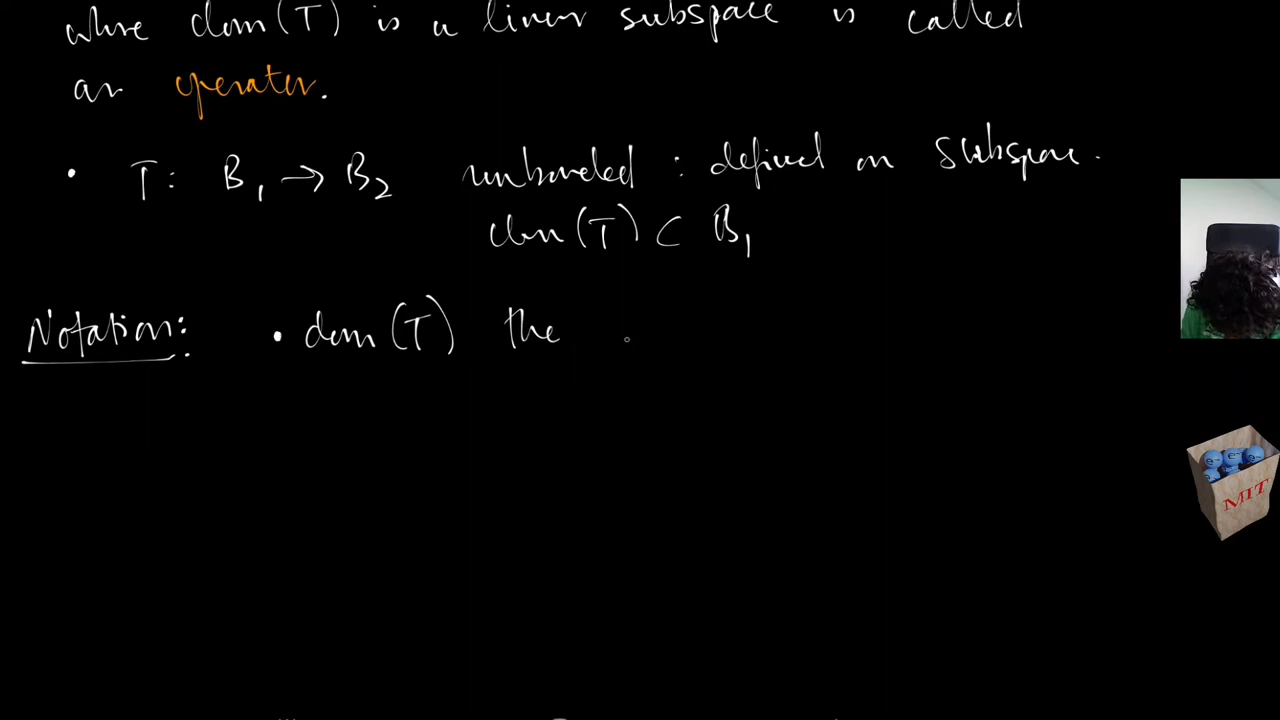 where dom(T) is a linear subspace is called
an operator.
• T: B₁ → B₂ unbounded : defined on subspace.
dom(T) ⊂ B₁
Notation: • dom(T) the
e⁻
MIT